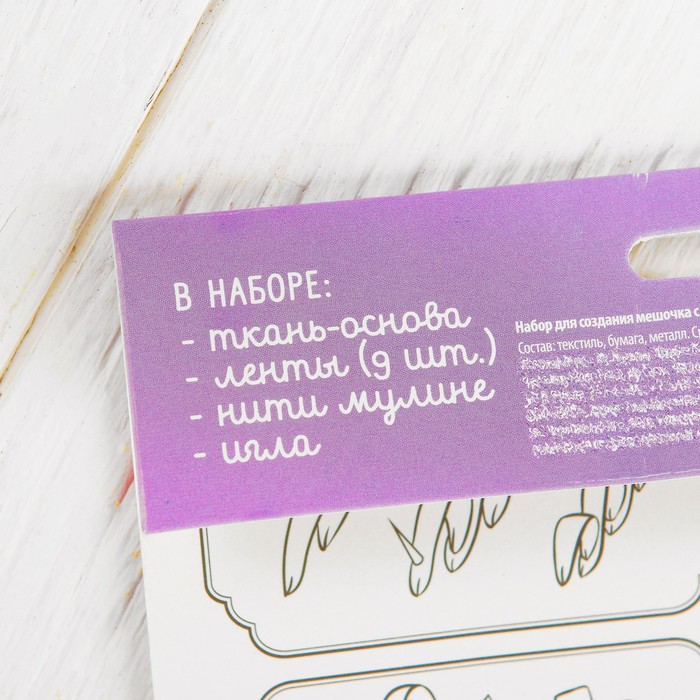 В НАБОРЕ:
- ткань-основа
- ленты (9 шт.)
- нити мулине
- игла
Набор для создания мешочка с
Состав: текстиль, бумага, металл.